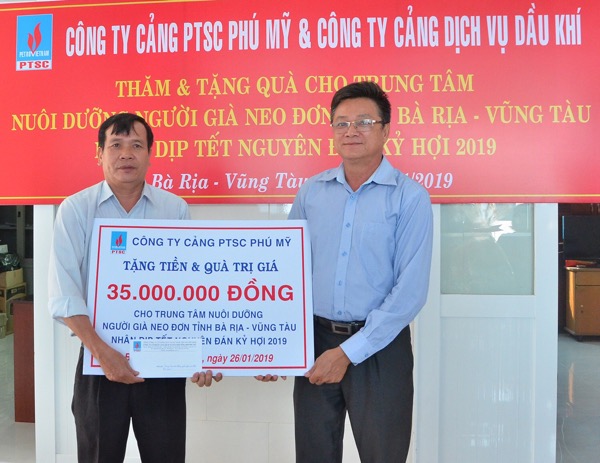 PETROVIETNAM
PTSC
CÔNG TY CẢNG PTSC PHÚ MỸ & CÔNG TY CẢNG DỊCH VỤ DẦU KHÍ
THĂM & TẶNG QUÀ CHO TRUNG TÂM
NUÔI DƯỠNG NGƯỜI GIÀ NEO ĐƠN BÀ RỊA - VŨNG TÀU
DỊP TẾT NGUYÊN ĐÁN KỶ HỢI 2019
Bà Rịa - Vũng Tàu /2019
PTSC
CÔNG TY CẢNG PTSC PHÚ MỸ
TẶNG TIỀN & QUÀ TRỊ GIÁ
35.000.000 ĐỒNG
CHO TRUNG TÂM NUÔI DƯỠNG
NGƯỜI GIÀ NEO ĐƠN TỈNH BÀ RỊA - VŨNG TÀU
NHÂN DỊP TẾT NGUYÊN ĐÁN KỶ HỢI 2019
ngày 26/01/2019